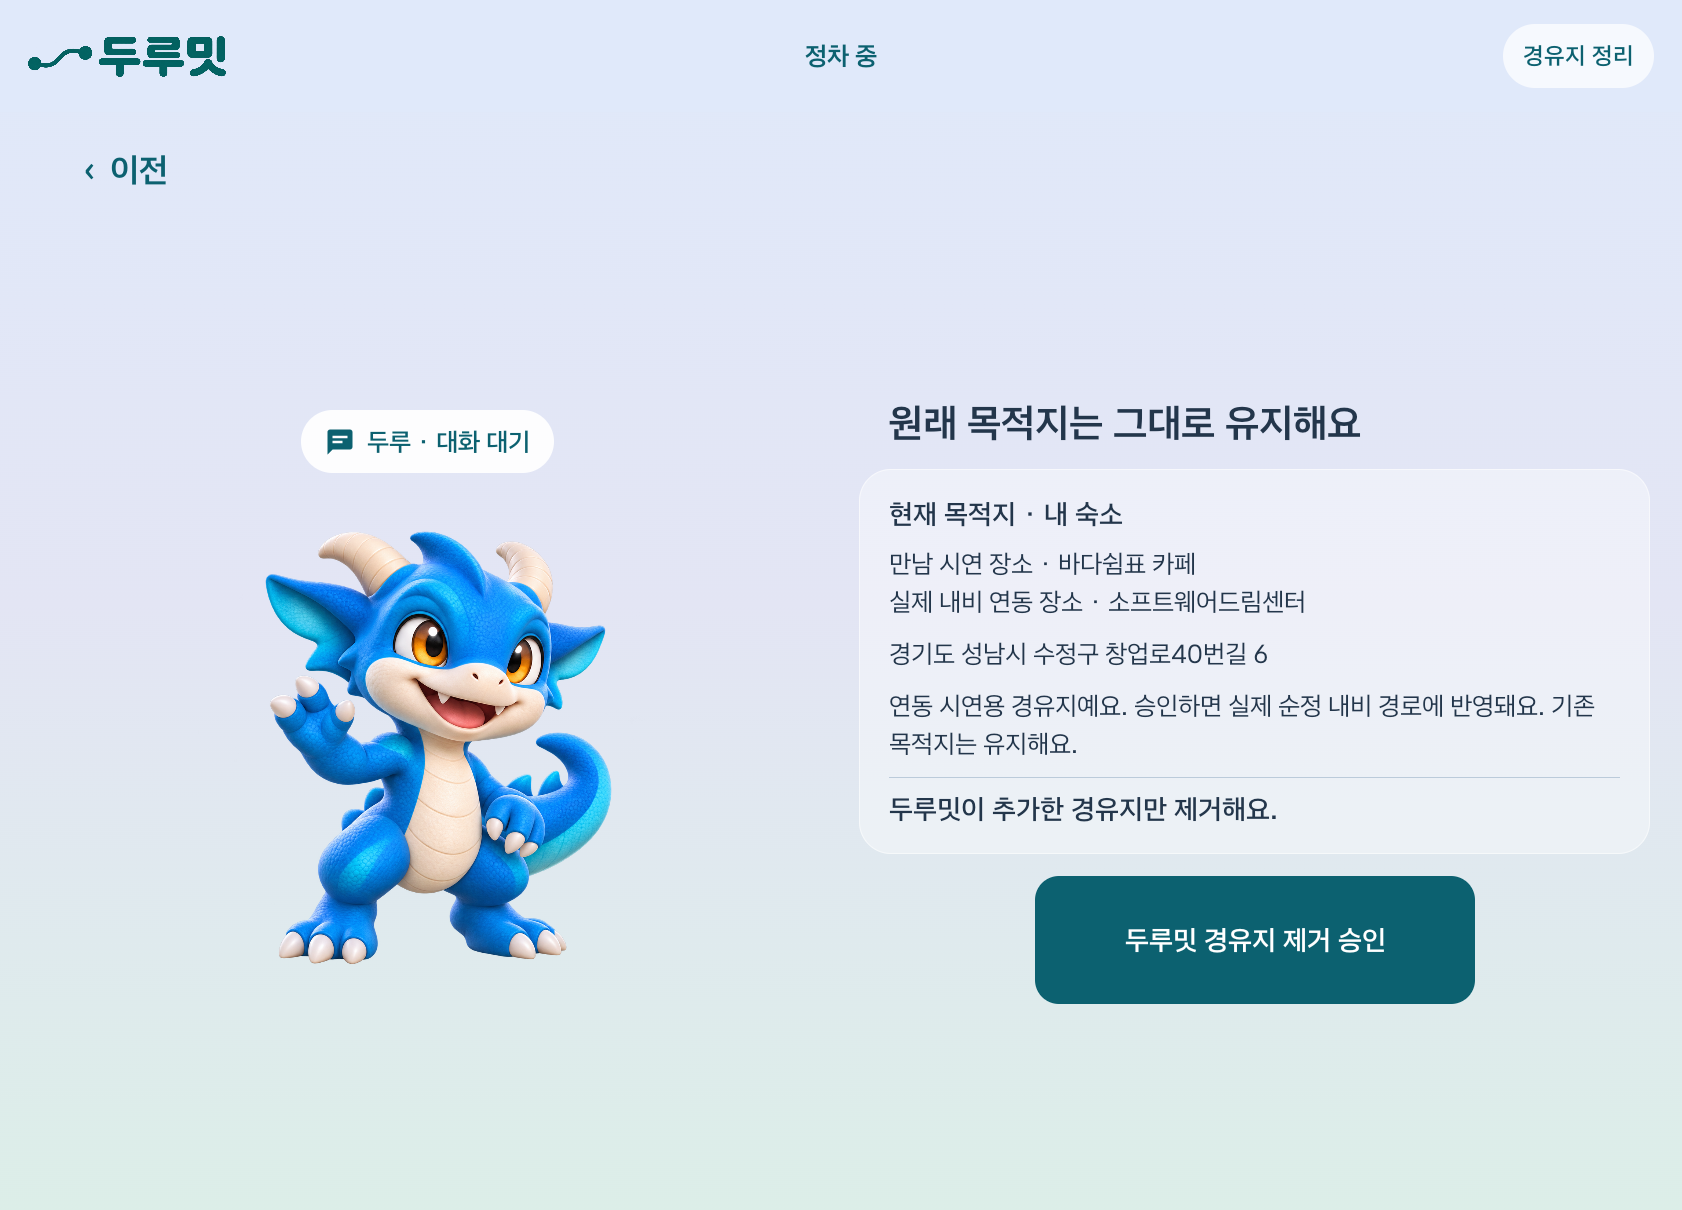 두루밋
정차 중
경유지 정리
‹ 이전
두루 · 대화 대기
원래 목적지는 그대로 유지해요
현재 목적지 · 내 숙소
만남 시연 장소 · 바다쉼표 카페
실제 내비 연동 장소 · 소프트웨어드림센터
경기도 성남시 수정구 창업로40번길 6
연동 시연용 경유지예요. 승인하면 실제 순정 내비 경로에 반영돼요. 기존
목적지는 유지해요.
두루밋이 추가한 경유지만 제거해요.
두루밋 경유지 제거 승인